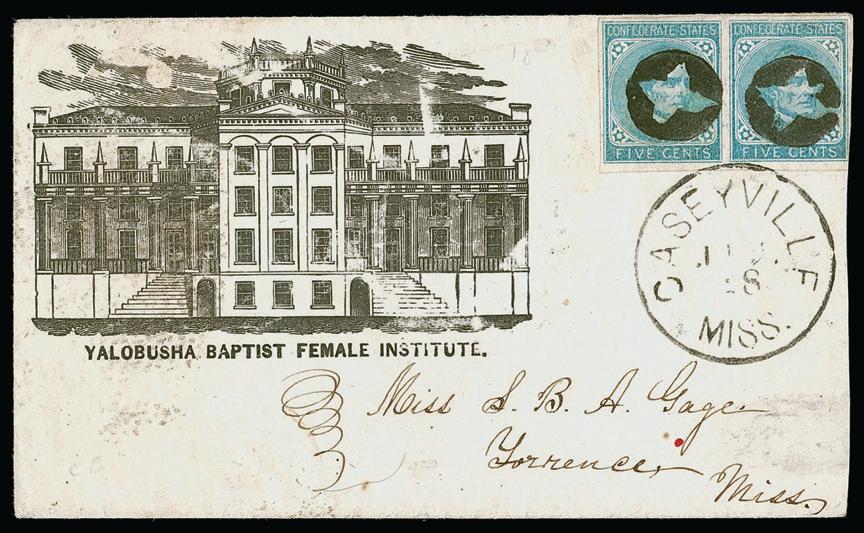 CONFEDERATE STATES CONFEDERATE STATES
FIVE CENTS FIVE CENTS
CASEYVILLE
MISS.
YALOBUSHA BAPTIST FEMALE INSTITUTE.
Miss S. B. A. Gage
Torrence
Miss.